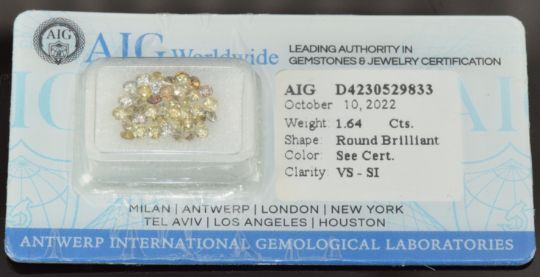 AIG
AIG Worldwide
LEADING AUTHORITY IN
GEMSTONES & JEWELRY CERTIFICATION
AIG D4230529833
October 10, 2022
Weight: 1.64 Cts.
Shape: Round Brilliant
Color: See Cert.
Clarity: VS - SI
MILAN | ANTWERP | LONDON | NEW YORK
TEL AVIV | LOS ANGELES | HOUSTON
ANTWERP INTERNATIONAL GEMOLOGICAL LABORATORIES